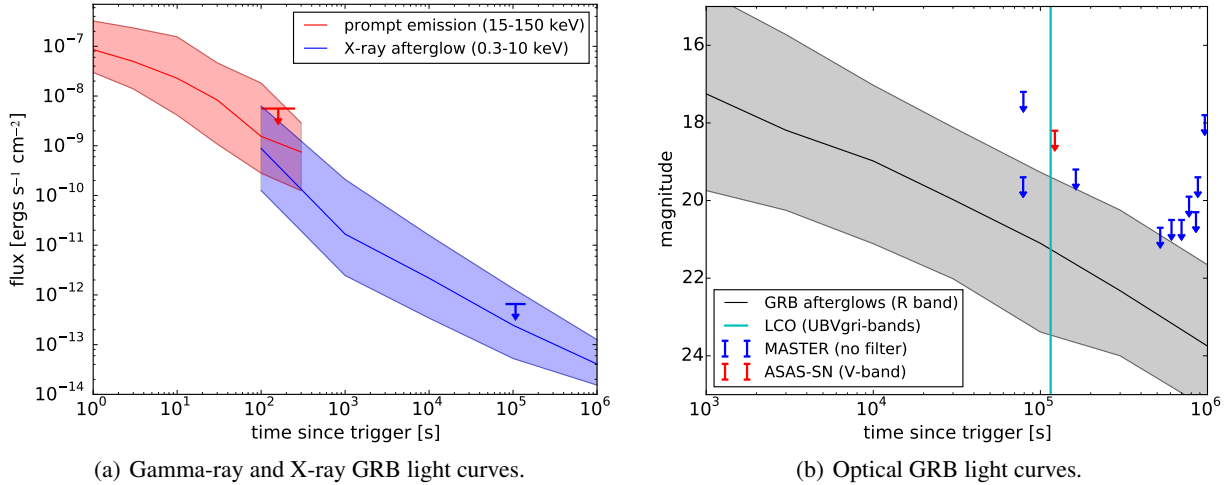 prompt emission (15-150 keV)
X-ray afterglow (0.3-10 keV)
flux [ergs s⁻¹ cm⁻²]
10⁻⁷
10⁻⁸
10⁻⁹
10⁻¹⁰
10⁻¹¹
10⁻¹²
10⁻¹³
10⁻¹⁴
10⁰ 10¹ 10² 10³ 10⁴ 10⁵ 10⁶
time since trigger [s]
(a) Gamma-ray and X-ray GRB light curves.
magnitude
16
18
20
22
24
GRB afterglows (R band)
LCO (UBVgri-bands)
MASTER (no filter)
ASAS-SN (V-band)
10³ 10⁴ 10⁵ 10⁶
time since trigger [s]
(b) Optical GRB light curves.